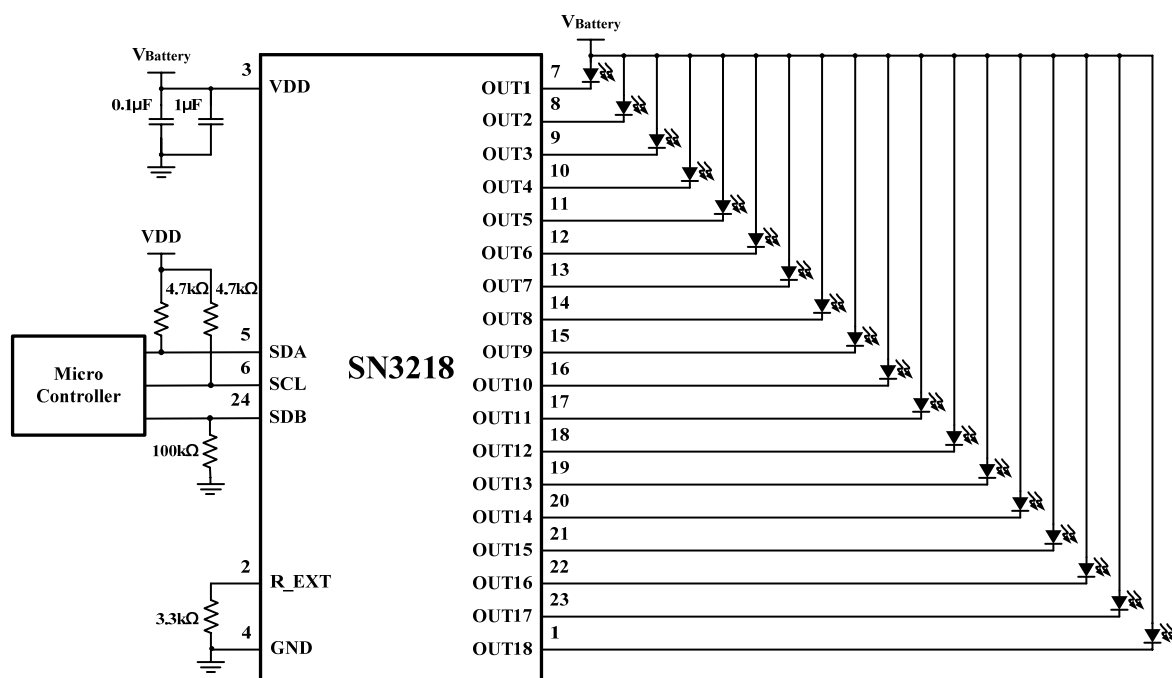 VBattery
VBattery
3
VDD
0.1µF
1µF
VDD
4.7kΩ
4.7kΩ
Micro
Controller
5
SDA
6
SCL
24
SDB
100kΩ
2
R_EXT
3.3kΩ
4
GND
SN3218
7
OUT1
8
OUT2
9
OUT3
10
OUT4
11
OUT5
12
OUT6
13
OUT7
14
OUT8
15
OUT9
16
OUT10
17
OUT11
18
OUT12
19
OUT13
20
OUT14
21
OUT15
22
OUT16
23
OUT17
1
OUT18